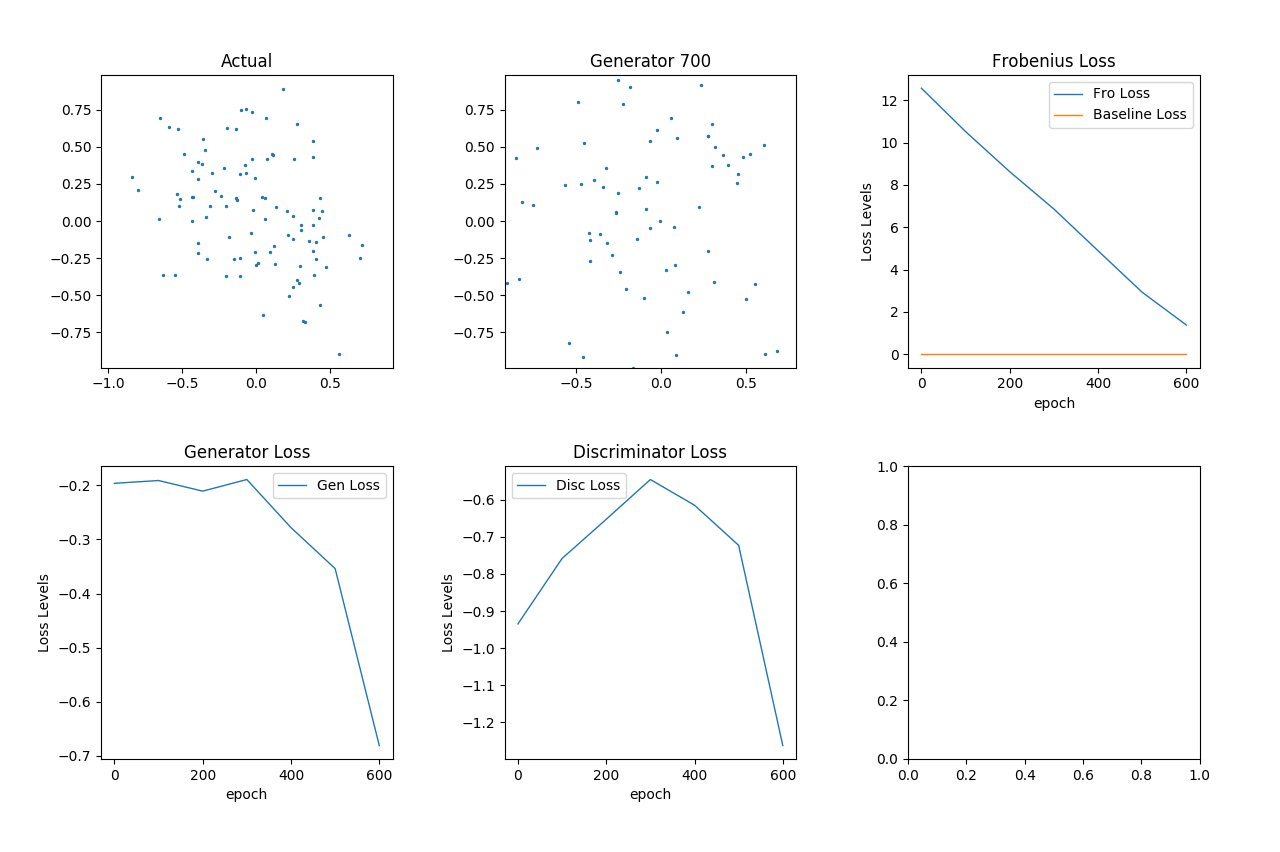 Actual
0.75
0.50
0.25
0.00
−0.25
−0.50
−0.75
−1.0 −0.5 0.0 0.5
Generator 700
0.75
0.50
0.25
0.00
−0.25
−0.50
−0.75
−0.5 0.0 0.5
Frobenius Loss
Fro Loss
Baseline Loss
Loss Levels
12
10
8
6
4
2
0
0 200 400 600
epoch
Generator Loss
Gen Loss
Loss Levels
−0.2
−0.3
−0.4
−0.5
−0.6
−0.7
0 200 400 600
epoch
Discriminator Loss
Disc Loss
Loss Levels
−0.6
−0.7
−0.8
−0.9
−1.0
−1.1
−1.2
0 200 400 600
epoch
1.0
0.8
0.6
0.4
0.2
0.0
0.0 0.2 0.4 0.6 0.8 1.0